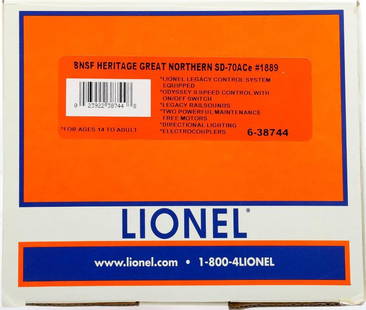 BNSF HERITAGE GREAT NORTHERN SD-70ACe #1889
*LIONEL LEGACY CONTROL SYSTEM
EQUIPPED
*ODYSSEY II SPEED CONTROL WITH
ON/OFF SWITCH
*LEGACY RAILSOUNDS
*TWO POWERFUL MAINTENANCE
FREE MOTORS
*DIRECTIONAL LIGHTING
*ELECTROCOUPLERS
0 23922 38744 8
*FOR AGES 14 TO ADULT
6-38744
LIONEL®
www.lionel.com • 1-800-4LIONEL